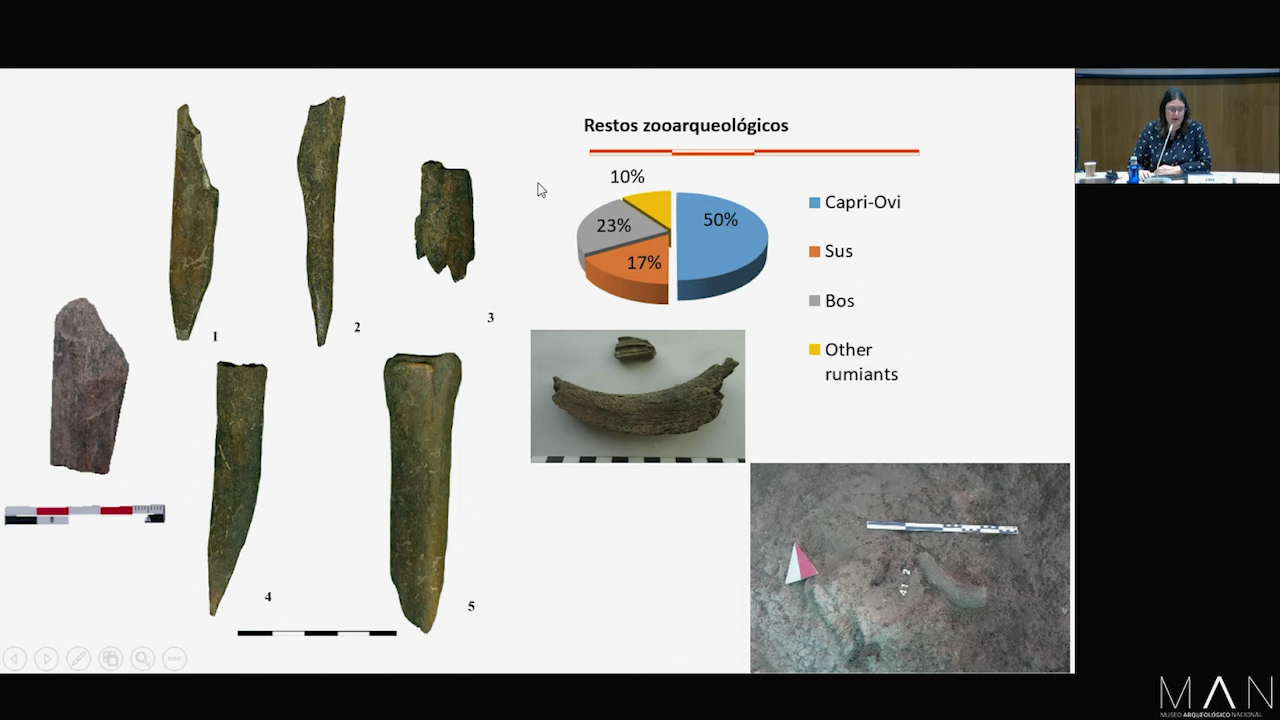 Restos zooarqueológicos
10%
50%
23%
17%
Capri-Ovi
Sus
Bos
Other
rumiants
1
2
3
4
5
MAN
MUSEO ARQUEOLÓGICO NACIONAL